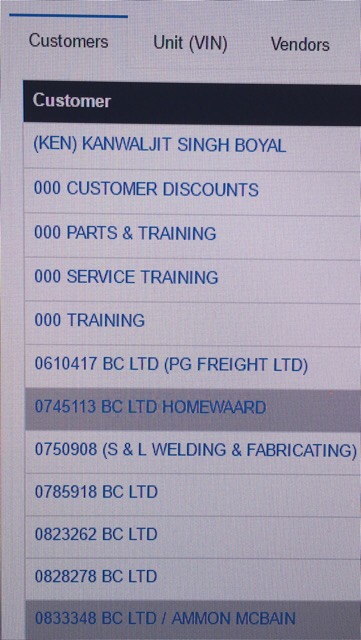 Customers Unit (VIN) Vendors
Customer
(KEN) KANWALJIT SINGH BOYAL
000 CUSTOMER DISCOUNTS
000 PARTS & TRAINING
000 SERVICE TRAINING
000 TRAINING
0610417 BC LTD (PG FREIGHT LTD)
0745113 BC LTD HOMEWAARD
0750908 (S & L WELDING & FABRICATING)
0785918 BC LTD
0823262 BC LTD
0828278 BC LTD
0833348 BC LTD / AMMON MCBAIN